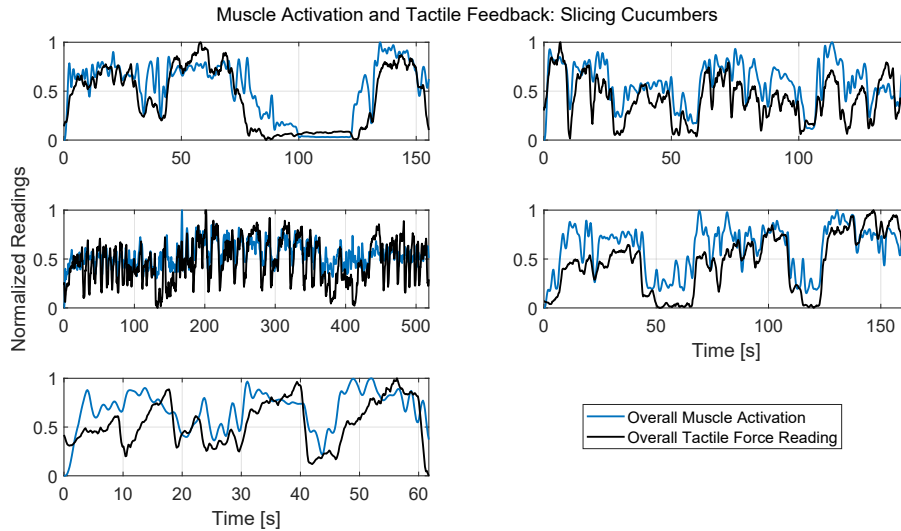 Muscle Activation and Tactile Feedback: Slicing Cucumbers
1
0.5
0
0 50 100 150
1
0.5
0
0 50 100
Normalized Readings
1
0.5
0
0 100 200 300 400 500
1
0.5
0
0 50 100 150
Time [s]
1
0.5
0
0 10 20 30 40 50 60
Time [s]
Overall Muscle Activation
Overall Tactile Force Reading